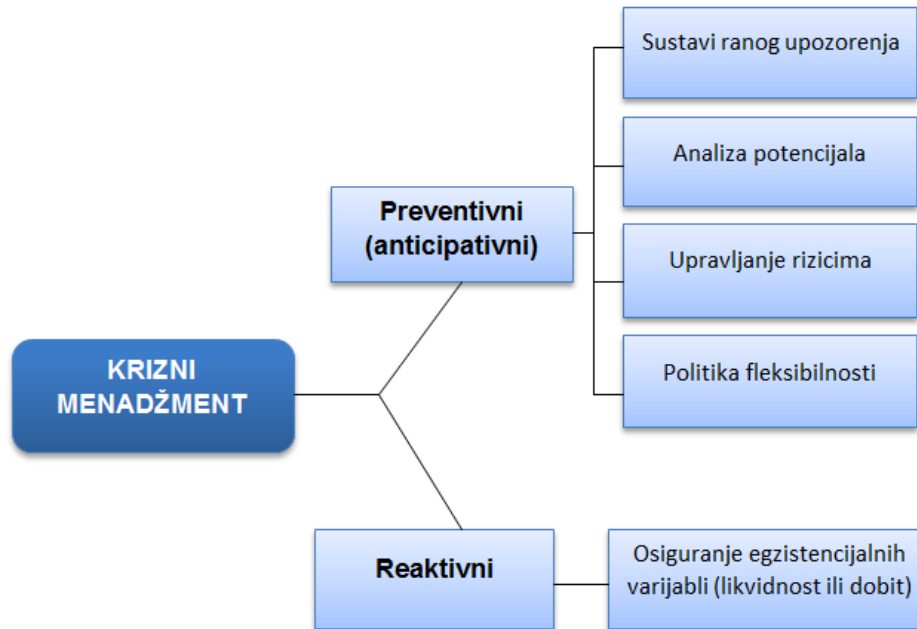 Sustavi ranog upozorenja
Analiza potencijala
Preventivni
(anticipativni)
Upravljanje rizicima
Politika fleksibilnosti
KRIZNI
MENADŽMENT
Reaktivni
Osiguranje egzistencijalnih
varijabli (likvidnost ili dobit)